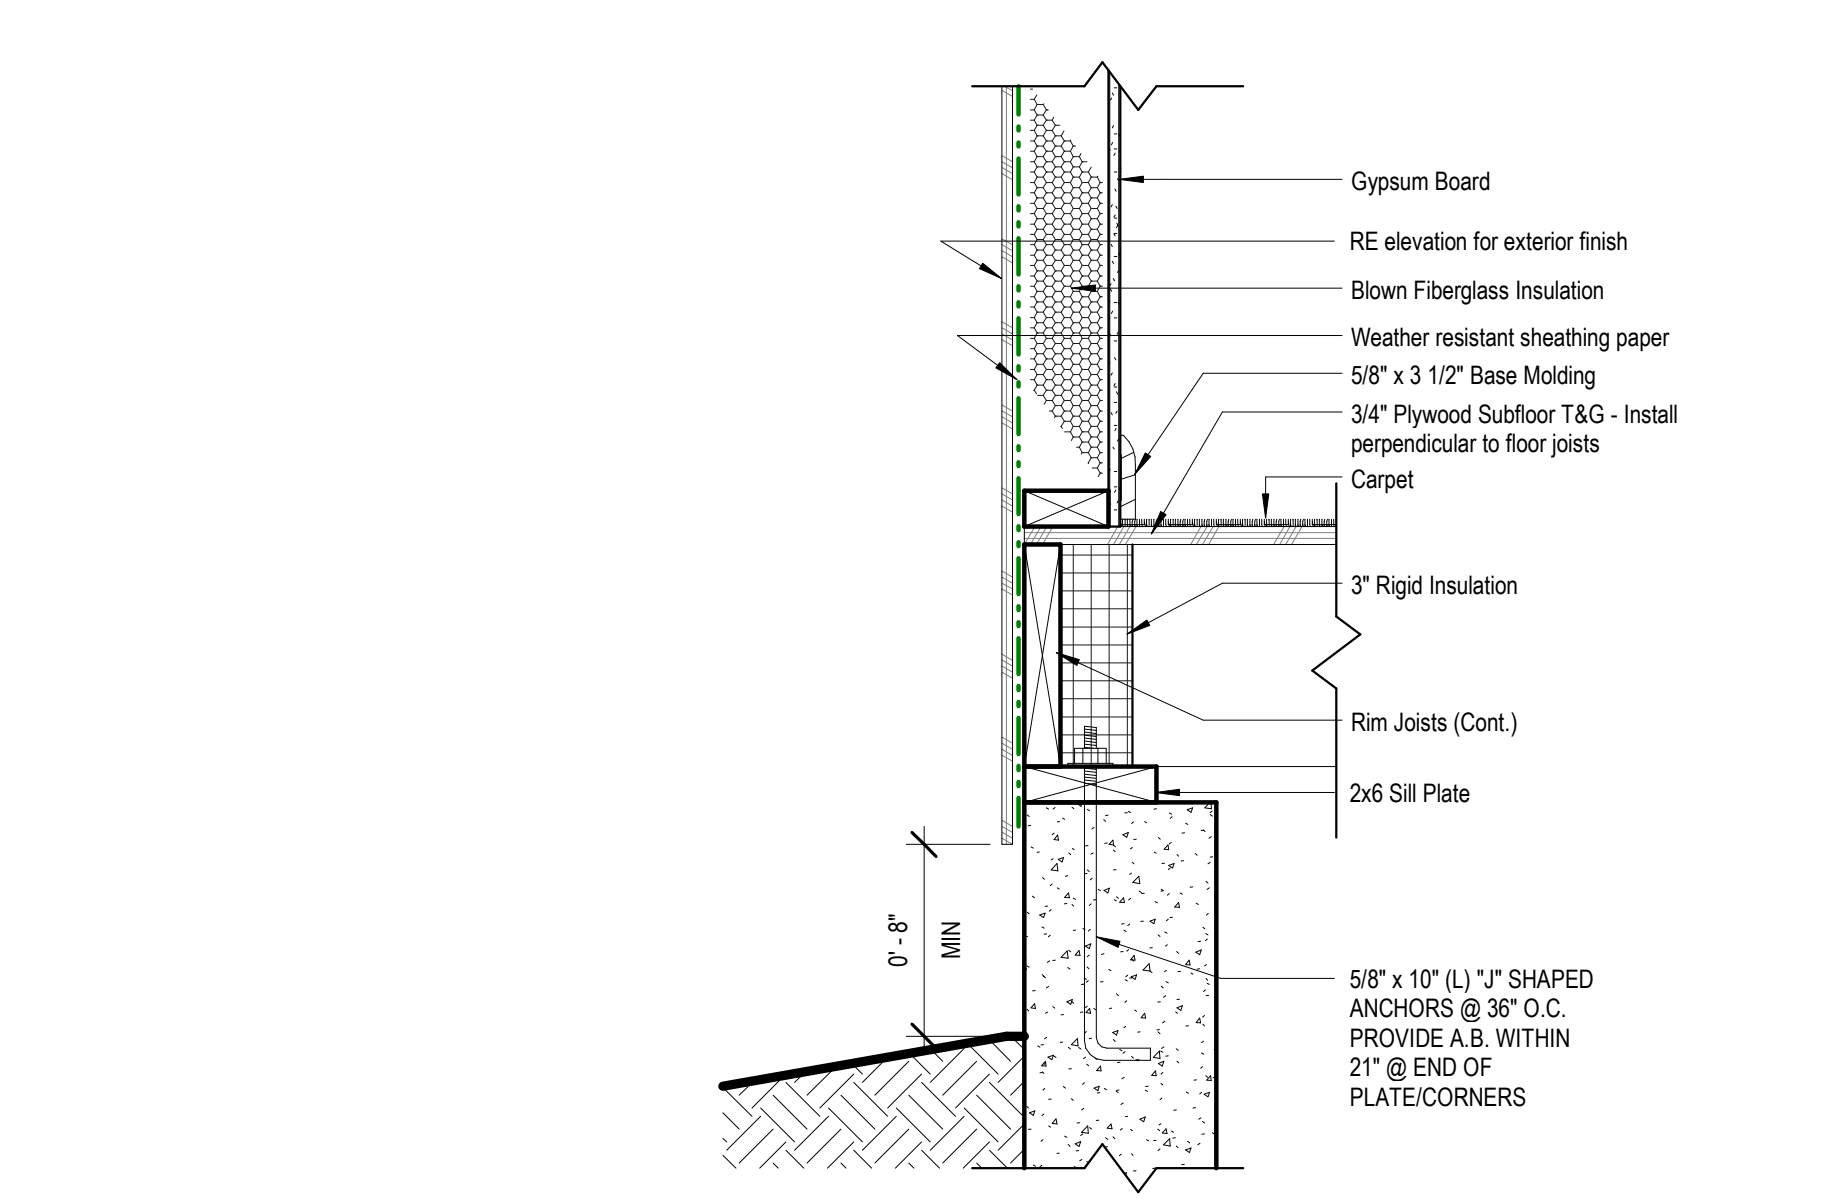 Gypsum Board
RE elevation for exterior finish
Blown Fiberglass Insulation
Weather resistant sheathing paper
5/8" x 3 1/2" Base Molding
3/4" Plywood Subfloor T&G - Install
perpendicular to floor joists
Carpet
3" Rigid Insulation
Rim Joists (Cont.)
2x6 Sill Plate
0' - 8"
MIN
5/8" x 10" (L) "J" SHAPED
ANCHORS @ 36" O.C.
PROVIDE A.B. WITHIN
21" @ END OF
PLATE/CORNERS